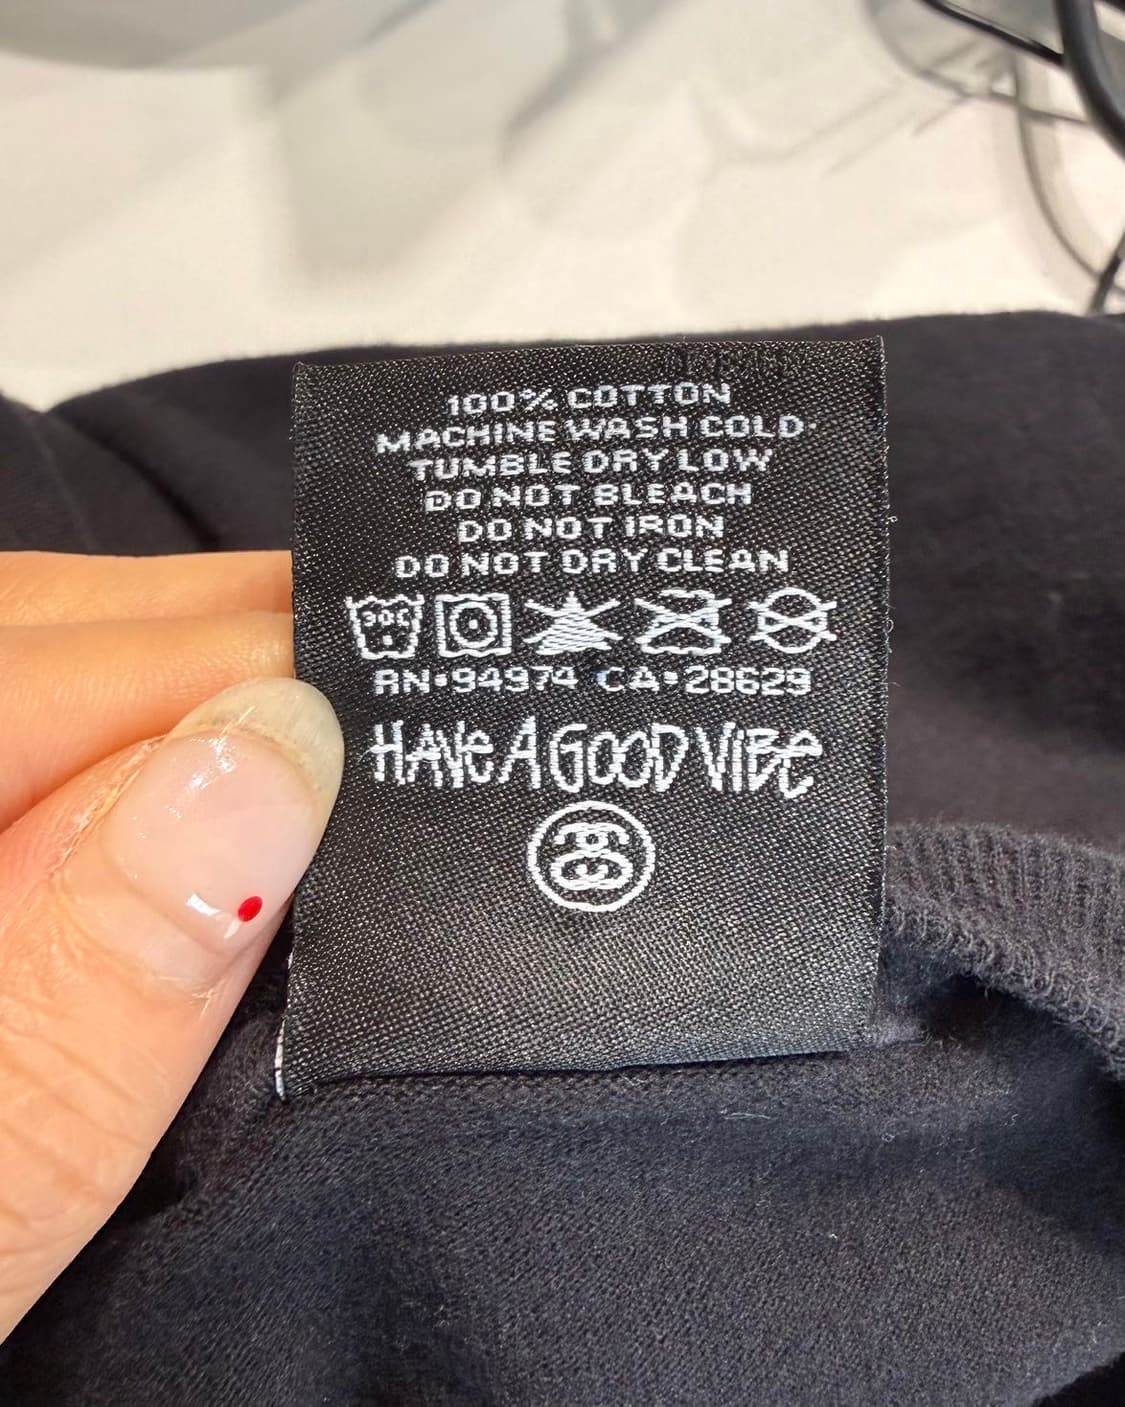 100% COTTON
MACHINE WASH COLD
TUMBLE DRY LOW
DO NOT BLEACH
DO NOT IRON
DO NOT DRY CLEAN
30C
RN•94974 CA•28629
HAVE A GOOD VIBE